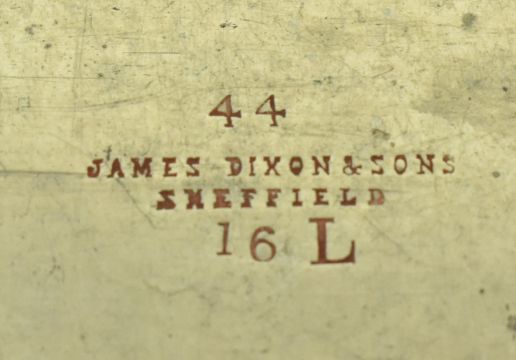 44
JAMES DIXON & SONS
SHEFFIELD
16 L